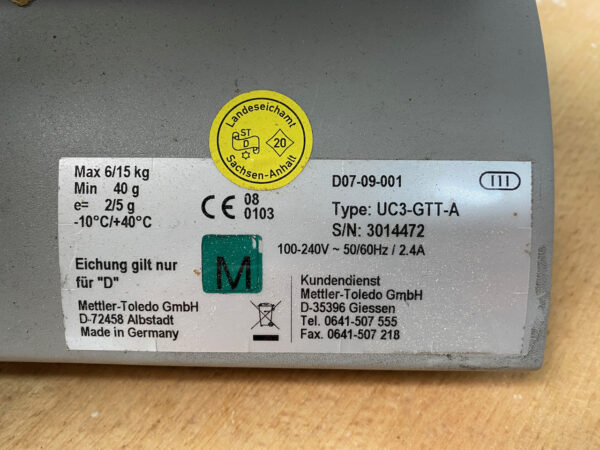 Landeseichamt
ST
D
20
Sachsen-Anhalt
Max 6/15 kg
Min 40 g
e= 2/5 g
-10°C/+40°C
CE 08
0103
D07-09-001
III
Type: UC3-GTT-A
S/N: 3014472
100-240V ~ 50/60Hz / 2.4A
Eichung gilt nur
für "D"
M
Mettler-Toledo GmbH
D-72458 Albstadt
Made in Germany
Kundendienst
Mettler-Toledo GmbH
D-35396 Giessen
Tel. 0641-507 555
Fax. 0641-507 218